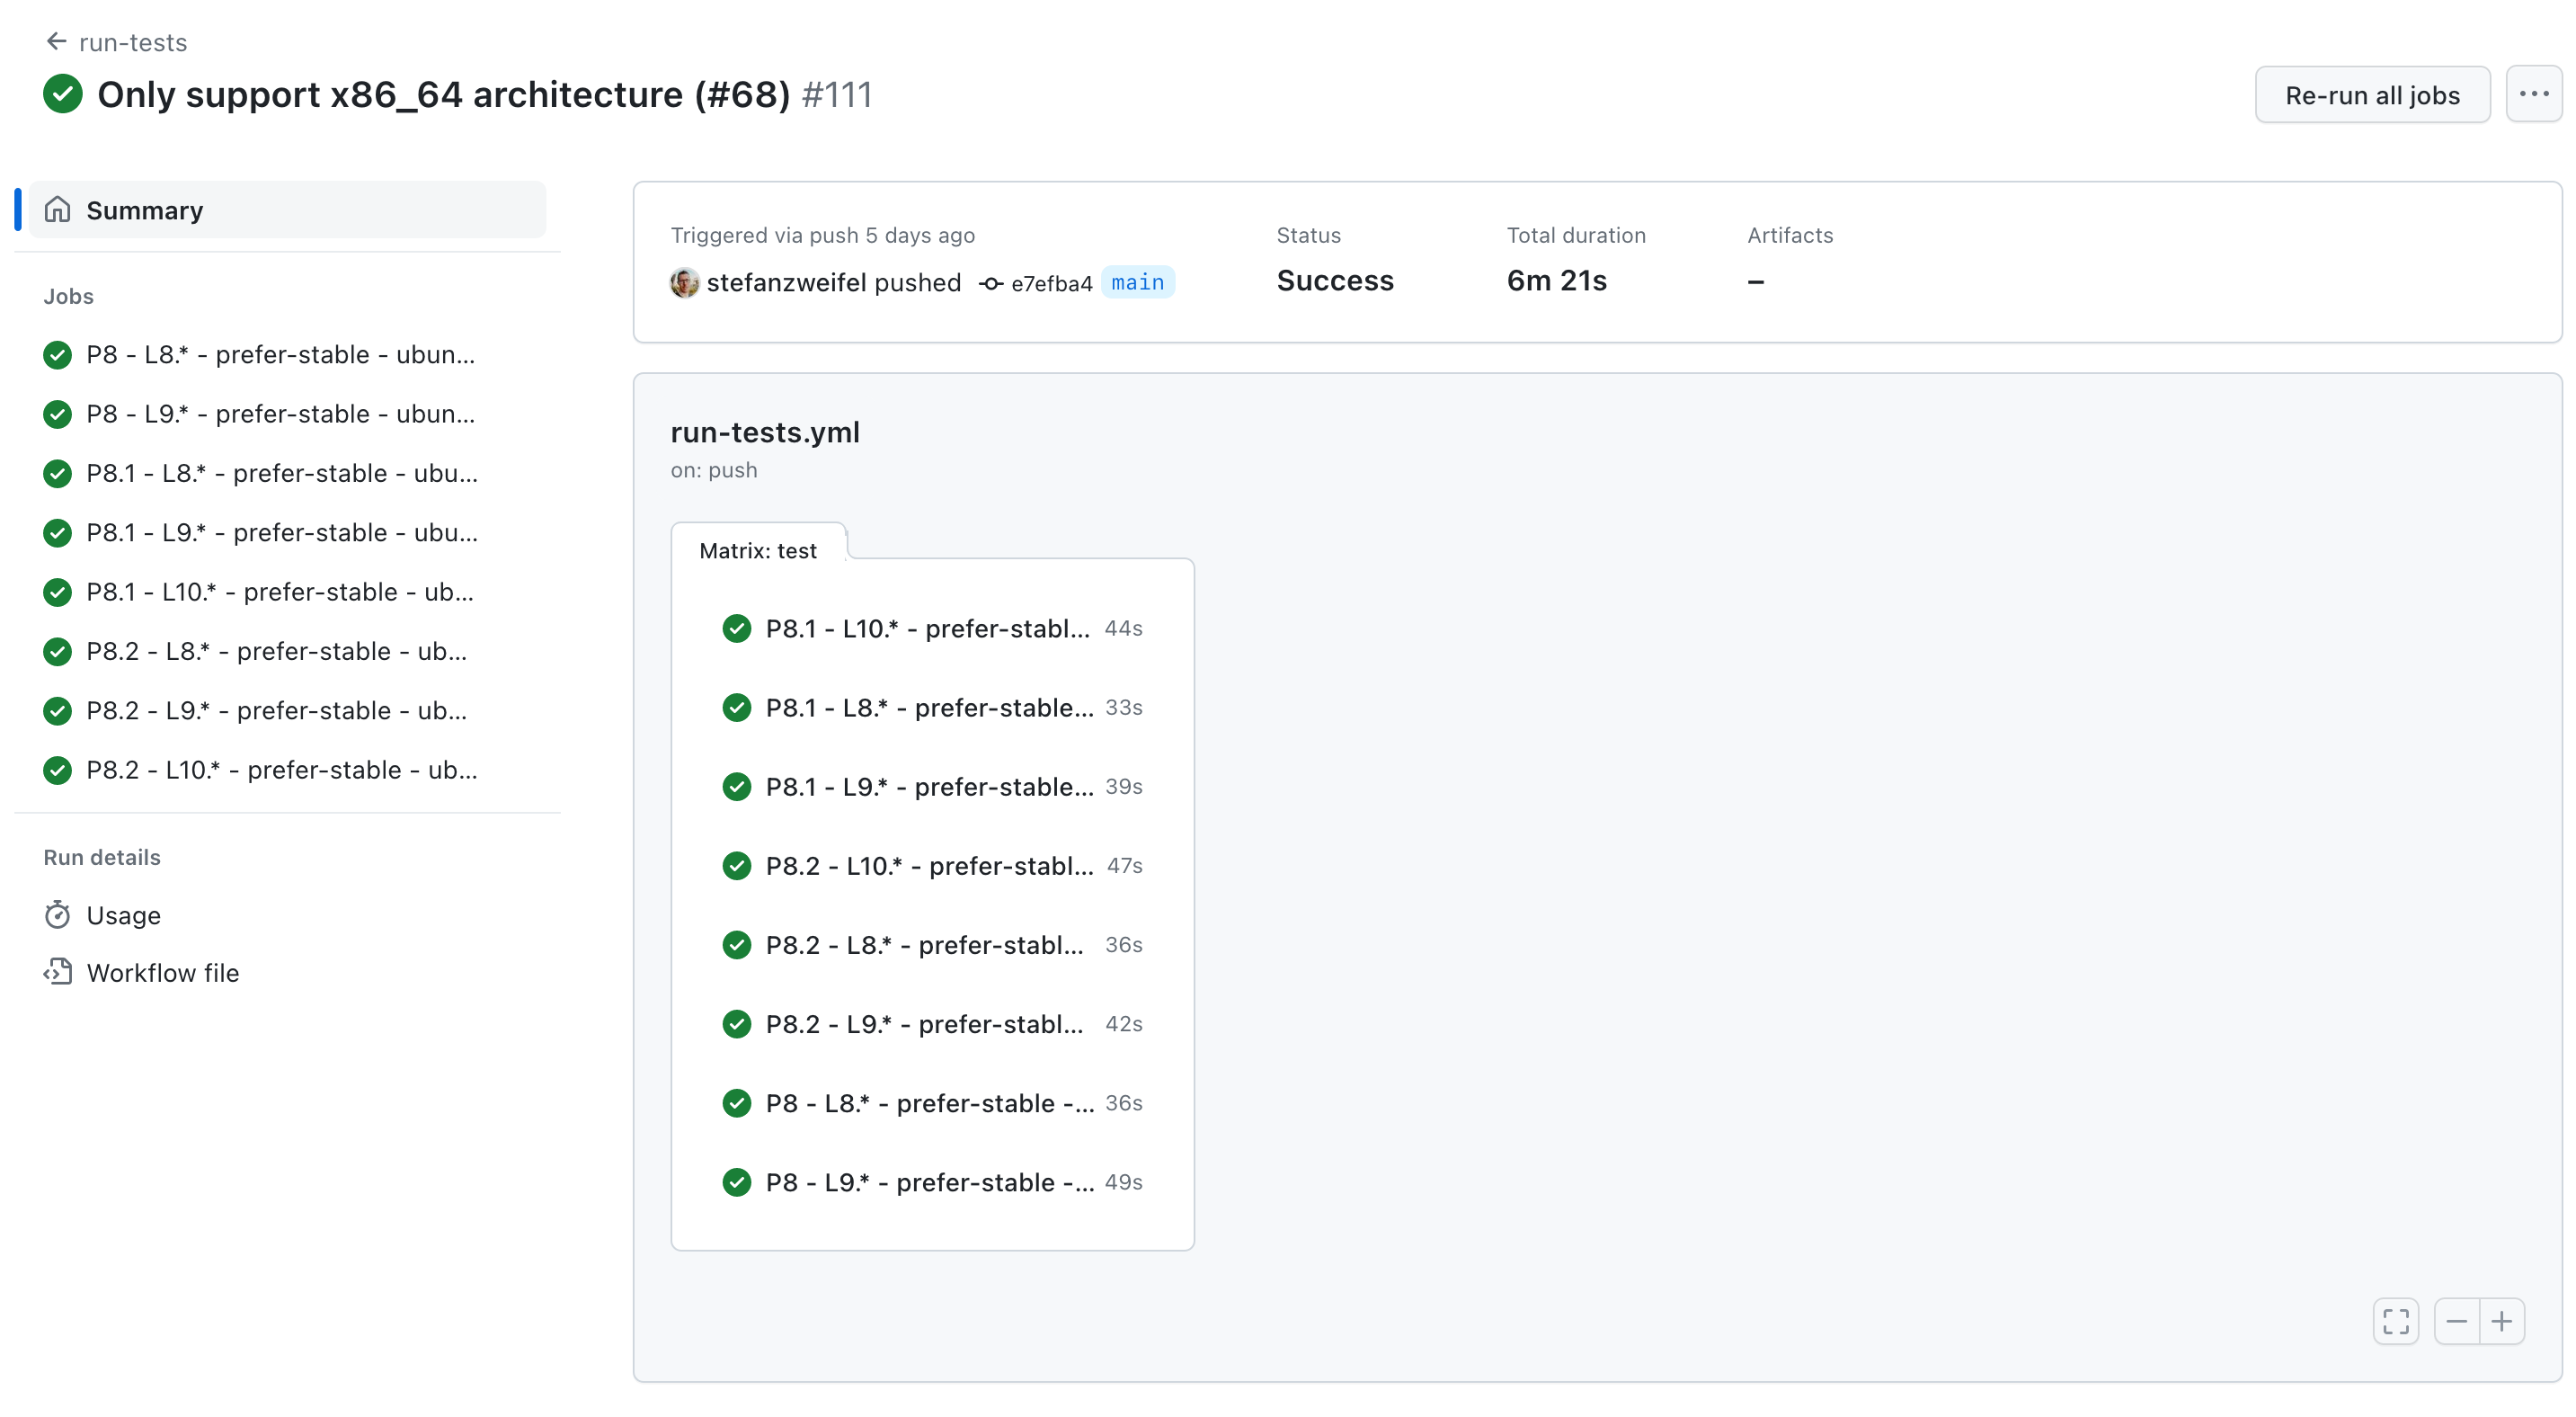 run-tests
Only support x86_64 architecture (#68) #111
Re-run all jobs
Summary
Jobs
P8 - L8.* - prefer-stable - ubun...
P8 - L9.* - prefer-stable - ubun...
P8.1 - L8.* - prefer-stable - ubu...
P8.1 - L9.* - prefer-stable - ubu...
P8.1 - L10.* - prefer-stable - ub...
P8.2 - L8.* - prefer-stable - ub...
P8.2 - L9.* - prefer-stable - ub...
P8.2 - L10.* - prefer-stable - ub...
Run details
Usage
Workflow file
Triggered via push 5 days ago
stefanzweifel pushed e7efba4 main
Status
Success
Total duration
6m 21s
Artifacts
–
run-tests.yml
on: push
Matrix: test
P8.1 - L10.* - prefer-stabl... 44s
P8.1 - L8.* - prefer-stable... 33s
P8.1 - L9.* - prefer-stable... 39s
P8.2 - L10.* - prefer-stabl... 47s
P8.2 - L8.* - prefer-stabl... 36s
P8.2 - L9.* - prefer-stabl... 42s
P8 - L8.* - prefer-stable -... 36s
P8 - L9.* - prefer-stable -... 49s